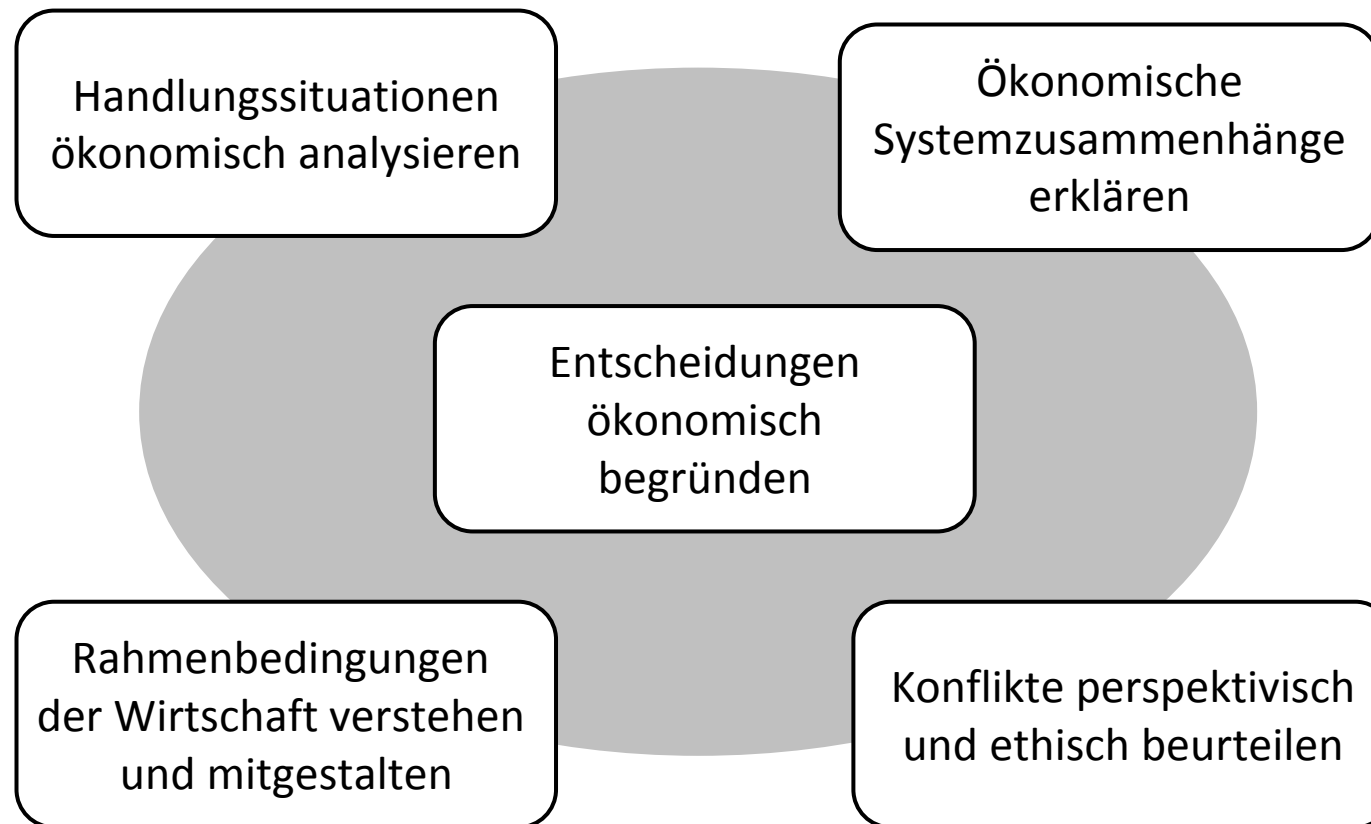 Handlungssituationen
ökonomisch analysieren
Ökonomische
Systemzusammenhänge
erklären
Entscheidungen
ökonomisch
begründen
Rahmenbedingungen
der Wirtschaft verstehen
und mitgestalten
Konflikte perspektivisch
und ethisch beurteilen